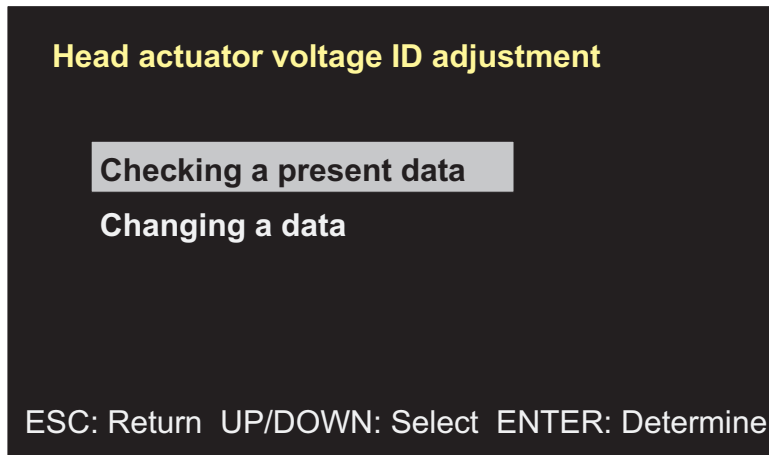 Head actuator voltage ID adjustment
Checking a present data
Changing a data
ESC: Return UP/DOWN: Select ENTER: Determine